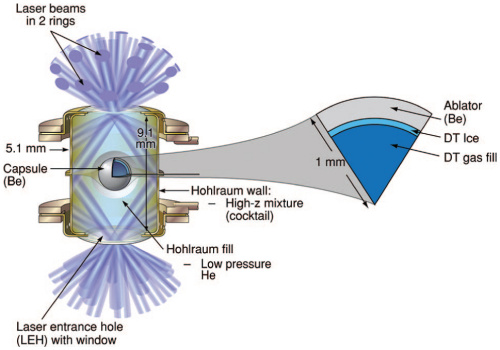 Laser beams
in 2 rings
5.1 mm
9.1
mm
Capsule
(Be)
Hohlraum wall:
– High-z mixture
(cocktail)
Hohlraum fill
– Low pressure
He
Laser entrance hole
(LEH) with window
1 mm
Ablator
(Be)
DT Ice
DT gas fill